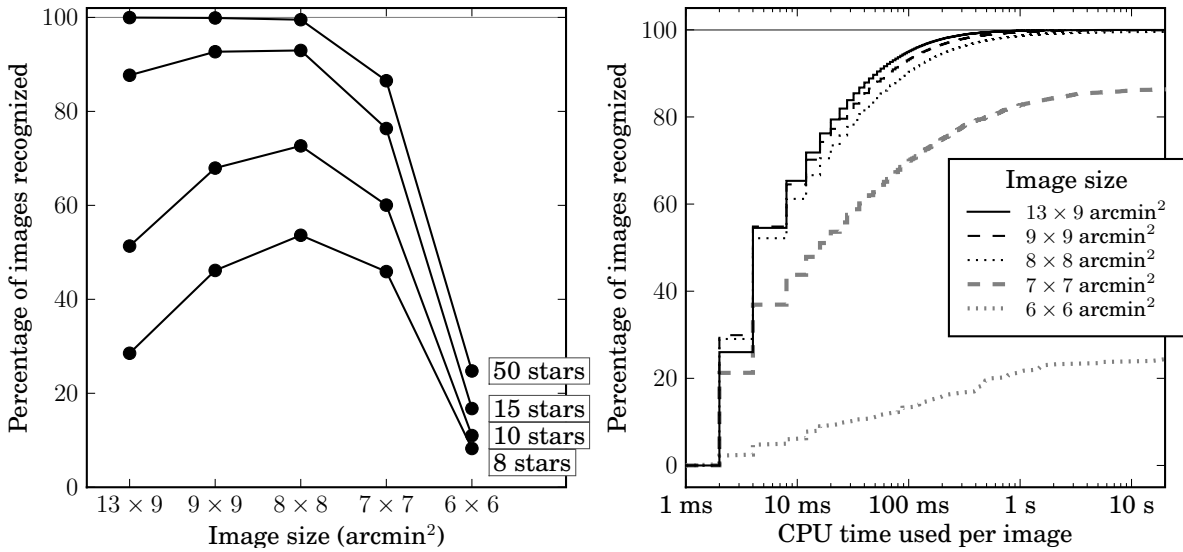 Percentage of images recognized
100
80
60
40
20
0
50 stars
15 stars
10 stars
8 stars
13 × 9
9 × 9
8 × 8
7 × 7
6 × 6
Image size (arcmin²)
Percentage of images recognized
100
80
60
40
20
0
Image size
13 × 9 arcmin²
9 × 9 arcmin²
8 × 8 arcmin²
7 × 7 arcmin²
6 × 6 arcmin²
1 ms
10 ms
100 ms
1 s
10 s
CPU time used per image